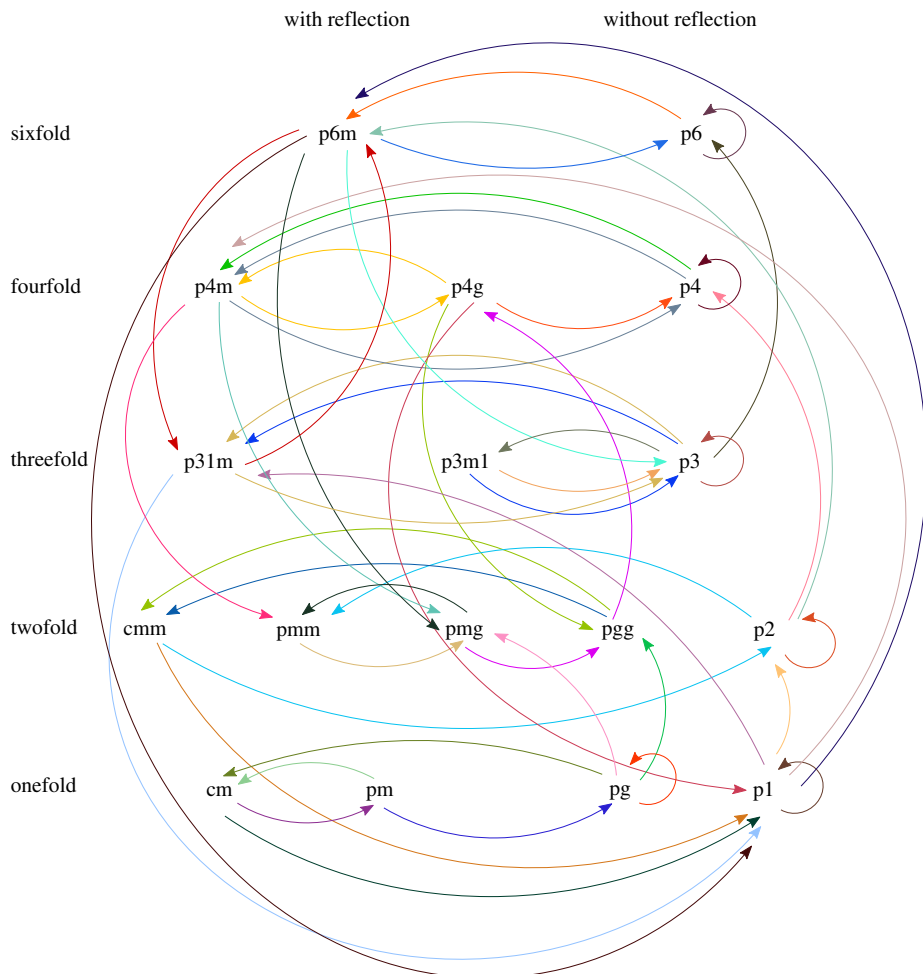 with reflection without reflection
sixfold p6m p6
fourfold p4m p4g p4
threefold p31m p3m1 p3
twofold cmm pmm pmg pgg p2
onefold cm pm pg p1